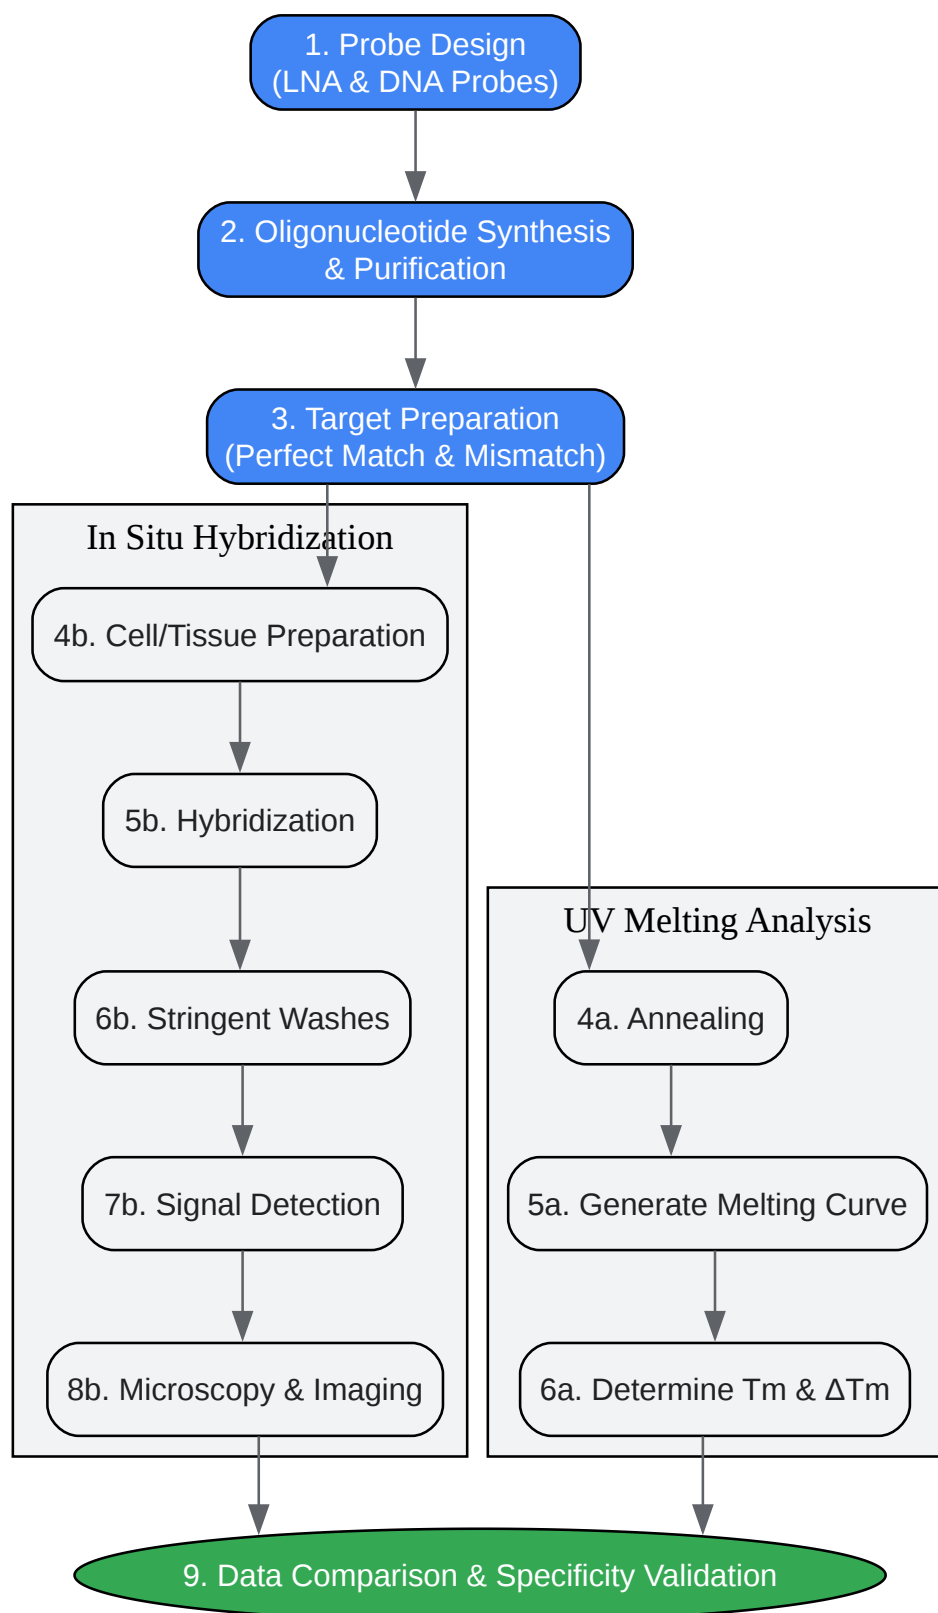 1. Probe Design
(LNA & DNA Probes)
2. Oligonucleotide Synthesis
& Purification
3. Target Preparation
(Perfect Match & Mismatch)
In Situ Hybridization
4b. Cell/Tissue Preparation
5b. Hybridization
6b. Stringent Washes
7b. Signal Detection
8b. Microscopy & Imaging
UV Melting Analysis
4a. Annealing
5a. Generate Melting Curve
6a. Determine Tm & ΔTm
9. Data Comparison & Specificity Validation